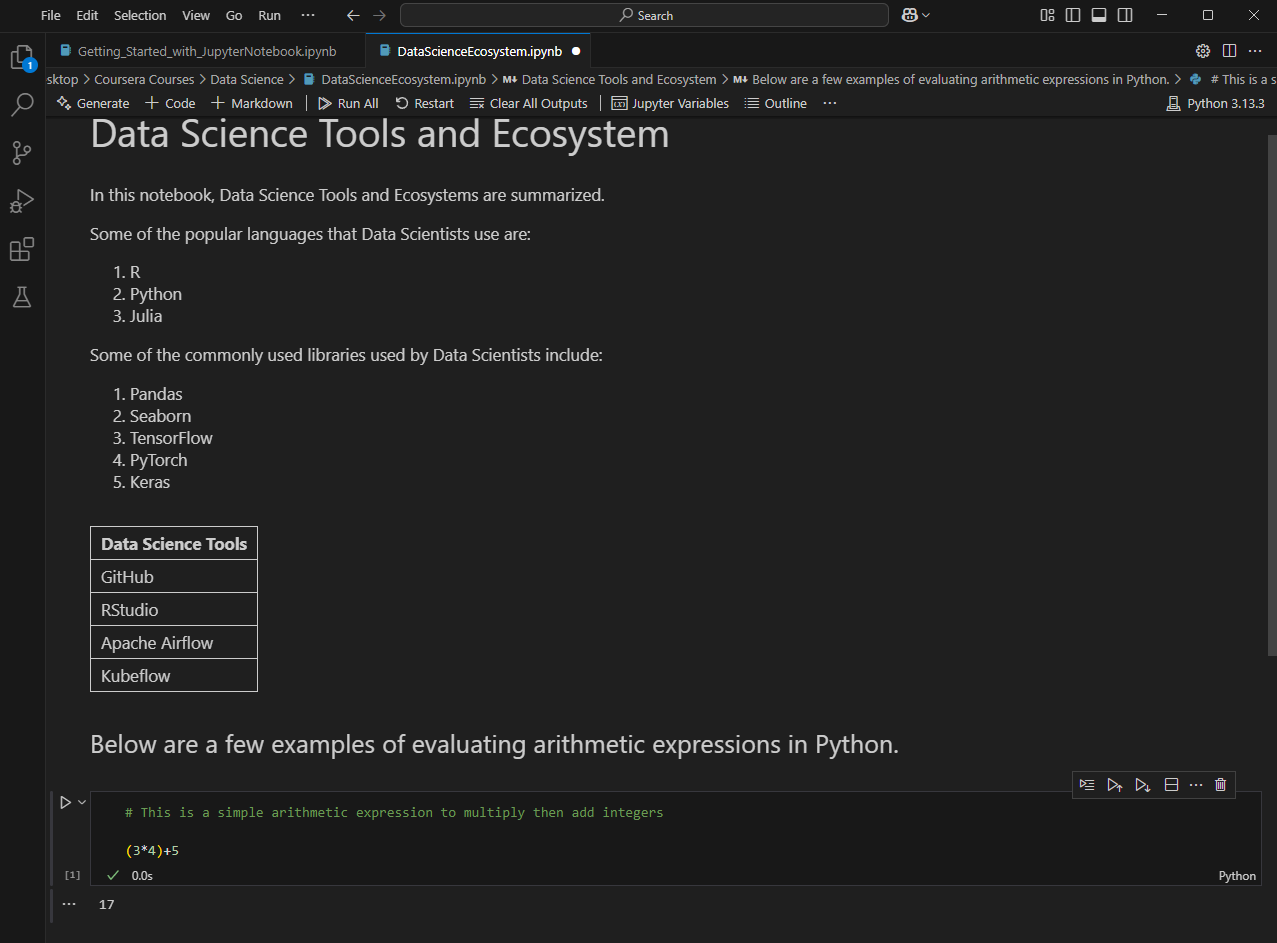 File Edit Selection View Go Run ··· Search
1
Getting_Started_with_JupyterNotebook.ipynb DataScienceEcosystem.ipynb
sktop > Coursera Courses > Data Science > DataScienceEcosystem.ipynb > M↓ Data Science Tools and Ecosystem > M↓ Below are a few examples of evaluating arithmetic expressions in Python. > # This is a s
Generate + Code + Markdown | Run All Restart Clear All Outputs | Jupyter Variables Outline ··· Python 3.13.3
Data Science Tools and Ecosystem
In this notebook, Data Science Tools and Ecosystems are summarized.
Some of the popular languages that Data Scientists use are:
1. R
2. Python
3. Julia
Some of the commonly used libraries used by Data Scientists include:
1. Pandas
2. Seaborn
3. TensorFlow
4. PyTorch
5. Keras
Data Science Tools
GitHub
RStudio
Apache Airflow
Kubeflow
Below are a few examples of evaluating arithmetic expressions in Python.
# This is a simple arithmetic expression to multiply then add integers
(3*4)+5
[1] ✓ 0.0s Python
··· 17